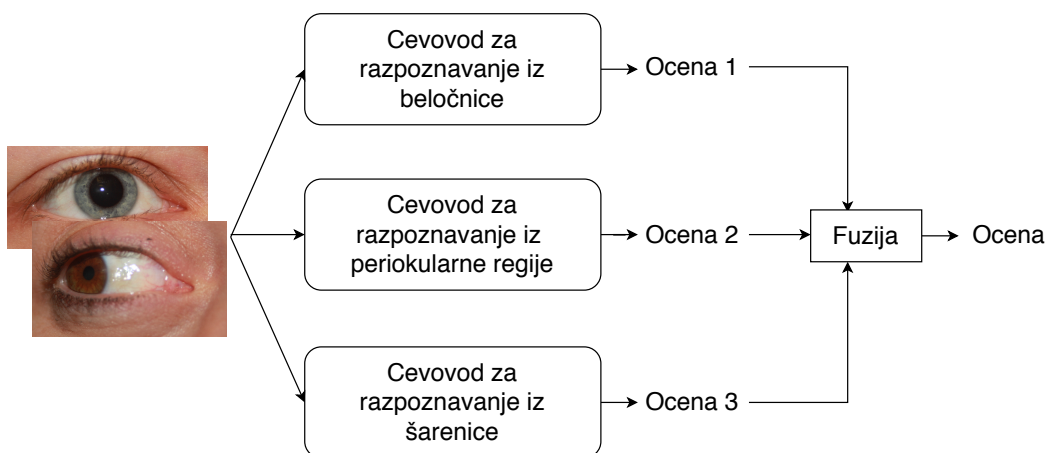 Cevovod za
razpoznavanje iz
beločnice
Ocena 1
Cevovod za
razpoznavanje iz
periokularne regije
Ocena 2
Fuzija
Ocena
Cevovod za
razpoznavanje iz
šarenice
Ocena 3